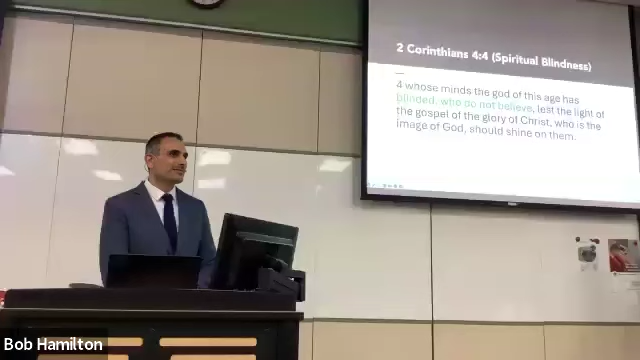 2 Corinthians 4:4 (Spiritual Blindness)
4 whose minds the god of this age has
blinded, who do not believe, lest the light of
the gospel of the glory of Christ, who is the
image of God, should shine on them.
Bob Hamilton